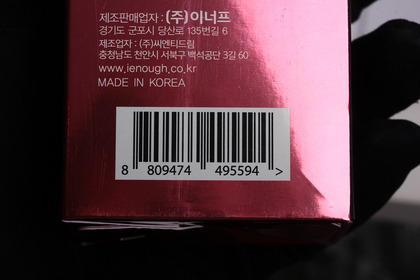 제조판매업자 : (주)이너프
경기도 군포시 당산로 135번길 6
제조업자 : (주)씨엔티드림
충청남도 천안시 서북구 백석공단 3길 60
www.ienough.co.kr
MADE IN KOREA
8 809474 495594 >